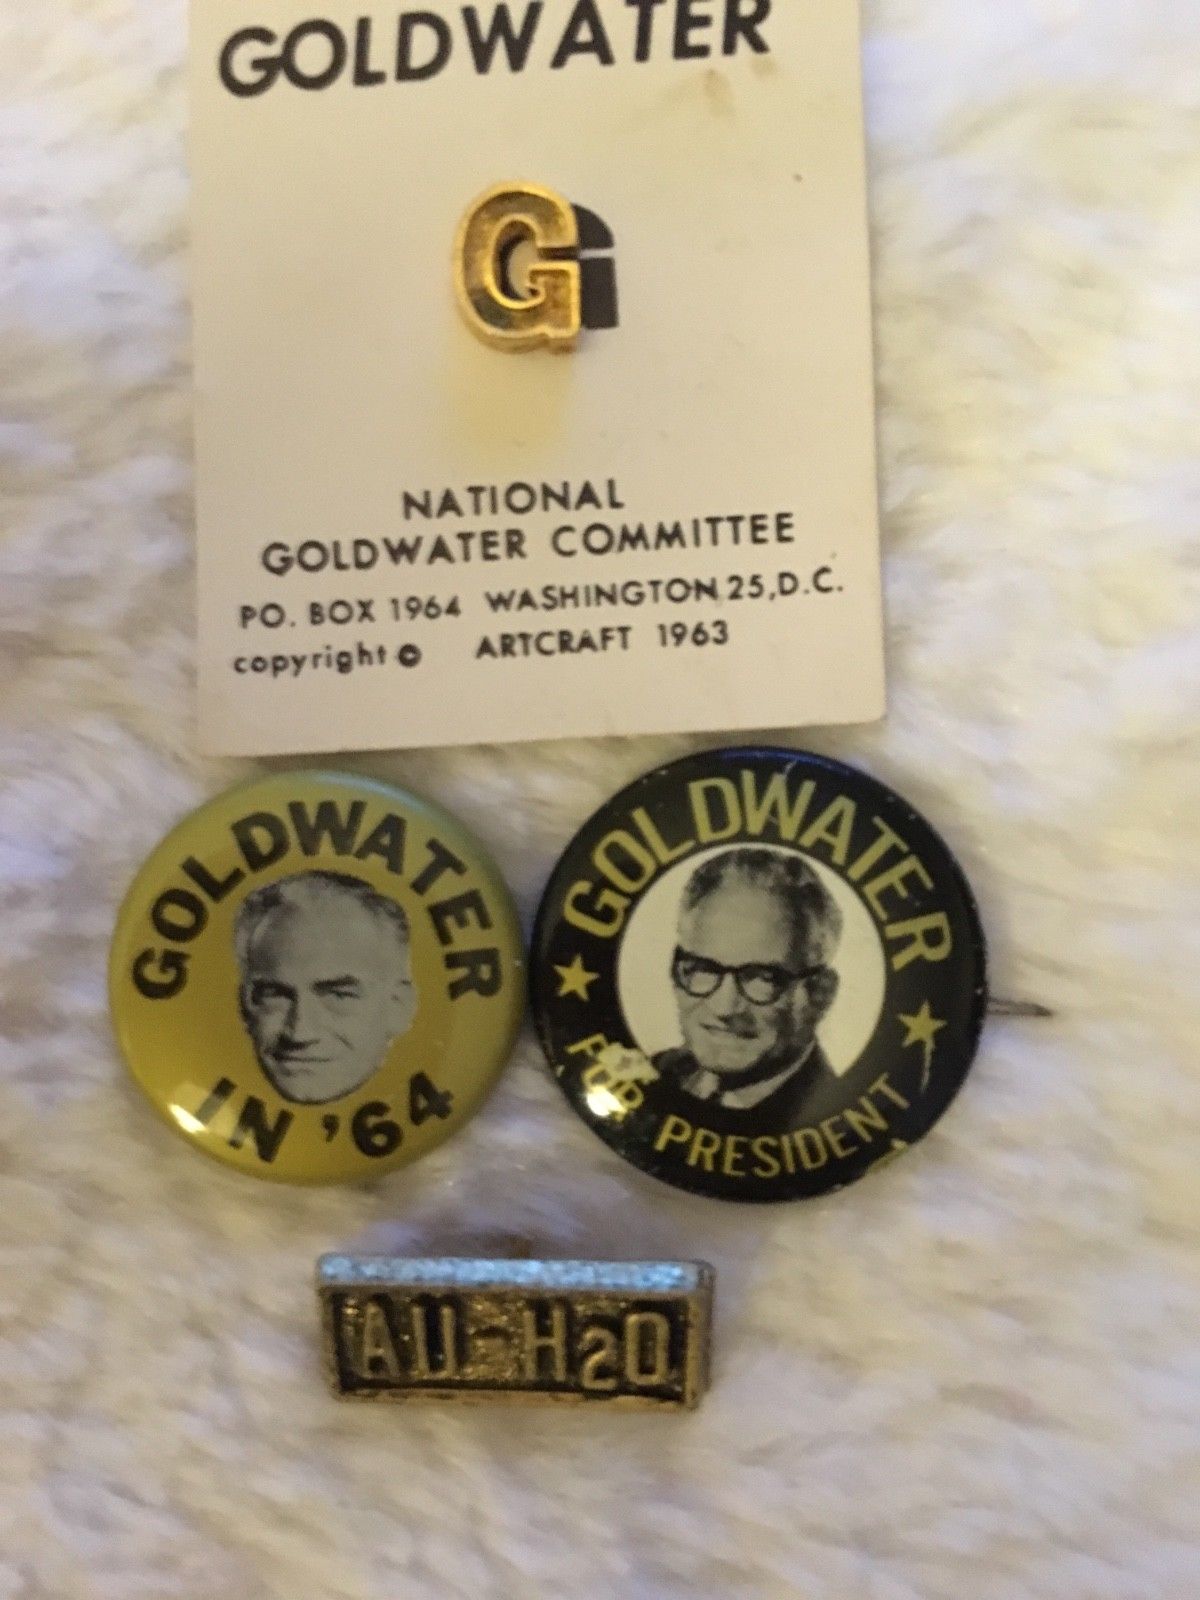 GOLDWATER
G
NATIONAL
GOLDWATER COMMITTEE
PO. BOX 1964 WASHINGTON 25, D.C.
copyright © ARTCRAFT 1963
GOLDWATER
IN '64
GOLDWATER
FOR PRESIDENT
AU-H2O